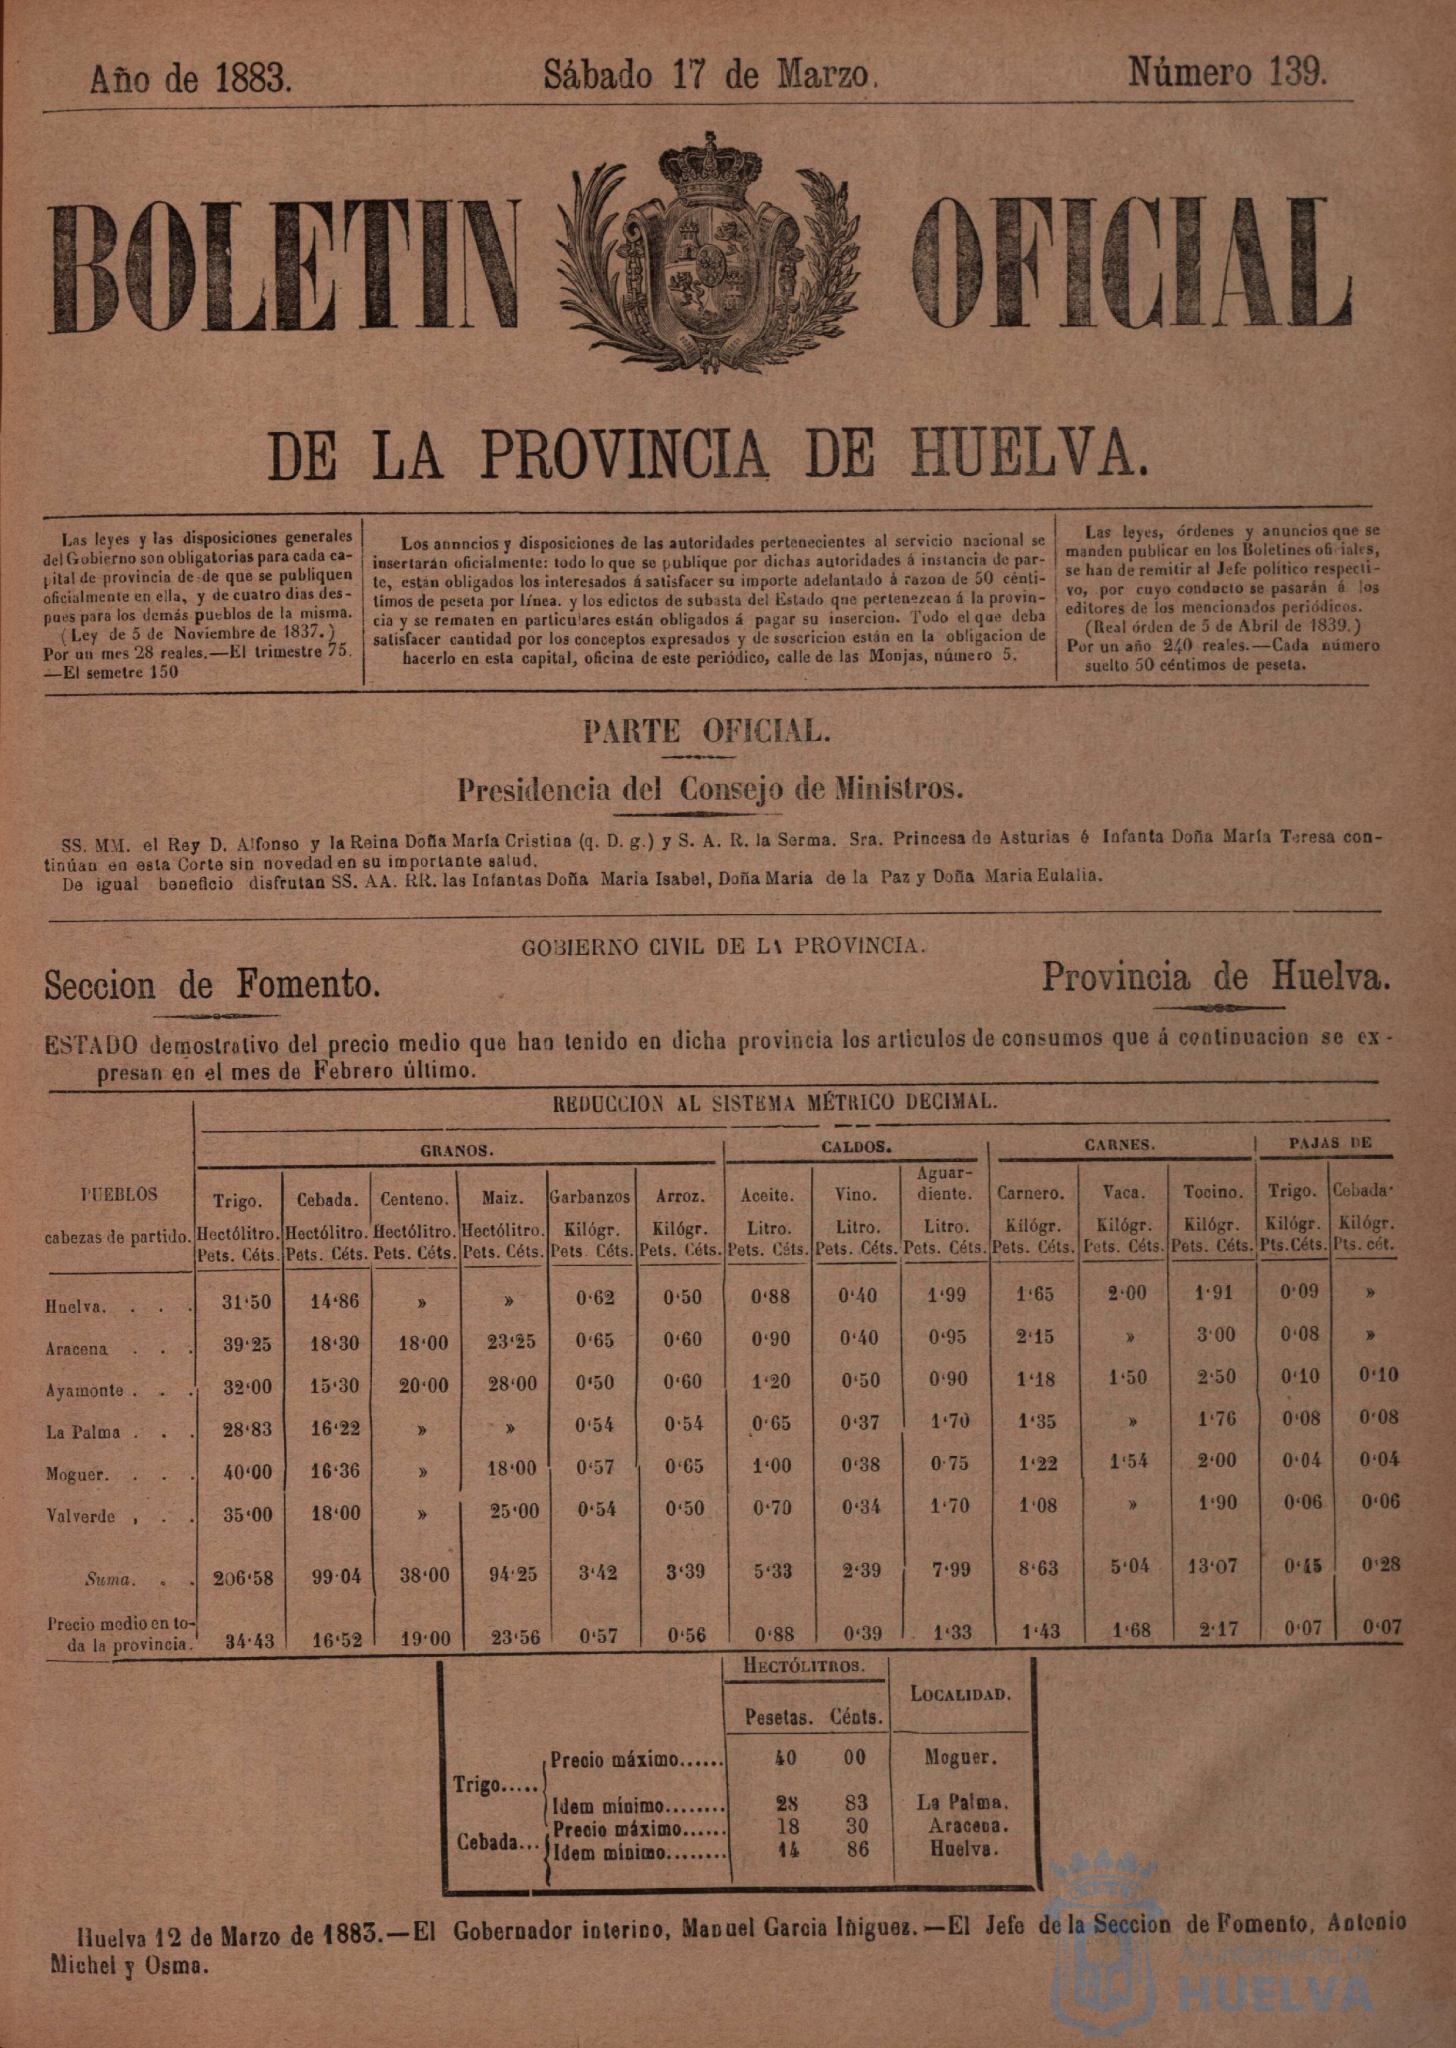 Año de 1883.
Sábado 17 de Marzo.
Número 139.
BOLETIN OFICIAL
DE LA PROVINCIA DE HUELVA.
Las leyes y las disposiciones generales
del Gobierno son obligatorias para cada ca-
pital de provincia de de que se publiquen
oficialmente en ella, y de cuatro dias des-
pues para los demás pueblos de la misma.
(Ley de 5 de Noviembre de 1837.)
Por un mes 28 reales.—El trimestre 75.
—El semetre 150
Los annncios y disposiciones de las autoridades pertenecientes al servicio nacional se
insertarán oficialmente: todo lo que se publique por dichas autoridades á instancia de par-
te, están obligados los interesados á satisfacer su importe adelantado á razon de 50 cénti-
timos de peseta por línea. y los edictos de subasta del Estado que pertenezcan á la provin-
cia y se rematen en particulares están obligados á pagar su insercion. Todo el que deba
satisfacer cantidad por los conceptos expresados y de suscricion están en la obligacion de
hacerlo en esta capital, oficina de este periódico, calle de las Monjas, número 5.
Las leyes, órdenes y anuncios que se
manden publicar en los Boletines ofi iales,
se han de remitir al Jefe político respecti-
vo, por cuyo conducto se pasarán á los
editores de los mencionados periódicos.
(Real órden de 5 de Abril de 1839.)
Por un año 240 reales.—Cada número
suelto 50 céntimos de peseta.
PARTE OFICIAL.
Presidencia del Consejo de Ministros.
SS. MM. el Rey D. Alfonso y la Reina Doña María Cristina (q. D. g.) y S. A. R. la Serma. Sra. Princesa de Asturias é Infanta Doña María Teresa con-
tinúan en esta Corte sin novedad en su importante salud.
De igual beneficio disfrutan SS. AA. RR. las Infantas Doña Maria Isabel, Doña Maria de la Paz y Doña Maria Eulalia.
GOBIERNO CIVIL DE LA PROVINCIA.
Seccion de Fomento.
Provincia de Huelva.
ESTADO demostrativo del precio medio que han tenido en dicha provincia los articulos de consumos que á continuacion se ex-
presan en el mes de Febrero último.
REDUCCION AL SISTEMA MÉTRICO DECIMAL.
GRANOS. CALDOS. CARNES. PAJAS DE
PUEBLOS Trigo. Cebada. Centeno. Maiz. Garbanzos Arroz. Aceite. Vino. Aguar-diente. Carnero. Vaca. Tocino. Trigo. Cebada.
cabezas de partido. Hectólitro. Hectólitro. Hectólitro. Hectólitro. Kilógr. Kilógr. Litro. Litro. Litro. Kilógr. Kilógr. Kilógr. Kilógr. Kilógr.
Pets. Céts. Pets. Céts. Pets. Céts. Pets. Céts. Pets. Céts. Pets. Céts. Pets. Céts. Pets. Céts. Pets. Céts. Pets. Céts. Pets. Céts. Pets. Céts. Pts.Céts. Pts. cét.
Huelva. . . . 31‘50 14‘86 » » 0‘62 0‘50 0‘88 0‘40 1‘99 1‘65 2‘00 1‘91 0‘09 »
Aracena . . . 39‘25 18‘30 18‘00 23‘25 0‘65 0‘60 0‘90 0‘40 0‘95 2‘15 » 3‘00 0‘08 »
Ayamonte . . . 32‘00 15‘30 20‘00 28‘00 0‘50 0‘60 1‘20 0‘50 0‘90 1‘18 1‘50 2‘50 0‘10 0‘10
La Palma . . . 28‘83 16‘22 » » 0‘54 0‘54 0‘65 0‘37 1‘70 1‘35 » 1‘76 0‘08 0‘08
Moguer. . . . 40‘00 16‘36 » 18‘00 0‘57 0‘65 1‘00 0‘38 0‘75 1‘22 1‘54 2‘00 0‘04 0‘04
Valverde , . . 35‘00 18‘00 » 25‘00 0‘54 0‘50 0‘70 0‘34 1‘70 1‘08 » 1‘90 0‘06 0‘06
Suma. . . 206‘58 99‘04 38‘00 94‘25 3‘42 3‘39 5‘33 2‘39 7‘99 8‘63 5‘04 13‘07 0‘45 0‘28
Precio medio en to-
da la provincia. 34‘43 16‘52 19‘00 23‘56 0‘57 0‘56 0‘88 0‘39 1‘33 1‘43 1‘68 2‘17 0‘07 0‘07
HECTÓLITROS.
LOCALIDAD.
Pesetas. Cénts.
Trigo.....
Precio máximo...... 40 00 Moguer.
Idem mínimo........ 28 83 La Palma.
Cebada...
Precio máximo...... 18 30 Aracena.
Idem mínimo........ 14 86 Huelva.
Huelva 12 de Marzo de 1883.—El Gobernador interino, Manuel Garcia Iñiguez.—El Jefe de la Seccion de Fomento, Antonio
Michel y Osma.
Ayuntamiento de
HUELVA